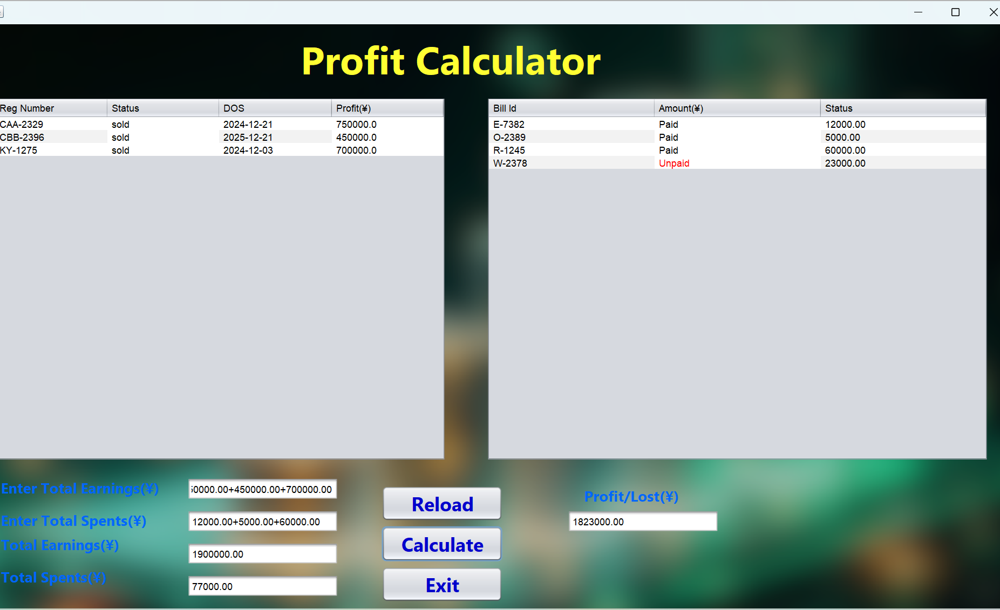 Profit Calculator
Reg Number Status DOS Profit(¥)
CAA-2329 sold 2024-12-21 750000.0
CBB-2396 sold 2025-12-21 450000.0
KY-1275 sold 2024-12-03 700000.0
Bill Id Amount(¥) Status
E-7382 Paid 12000.00
O-2389 Paid 5000.00
R-1245 Paid 60000.00
W-2378 Unpaid 23000.00
Enter Total Earnings(¥) 50000.00+450000.00+700000.00
Enter Total Spents(¥) 12000.00+5000.00+60000.00
Total Earnings(¥) 1900000.00
Total Spents(¥) 77000.00
Reload
Calculate
Exit
Profit/Lost(¥)
1823000.00